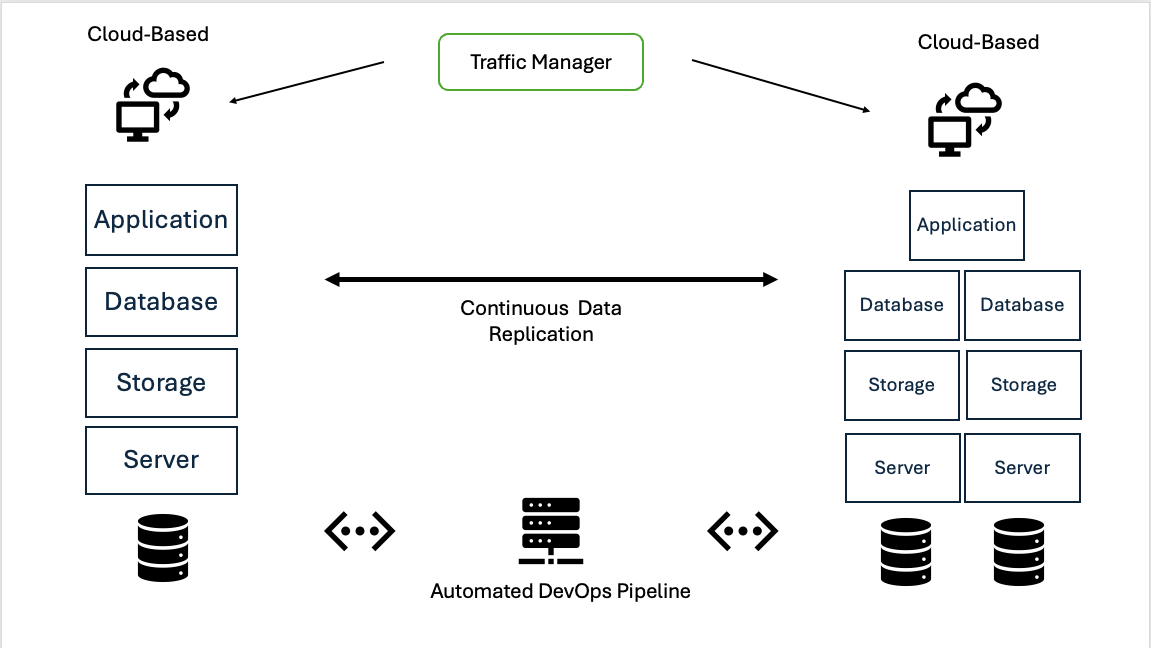 Cloud-Based
Traffic Manager
Cloud-Based
Application
Application
Database
Database
Database
Continuous Data
Replication
Storage
Storage
Storage
Server
Server
Server
Automated DevOps Pipeline